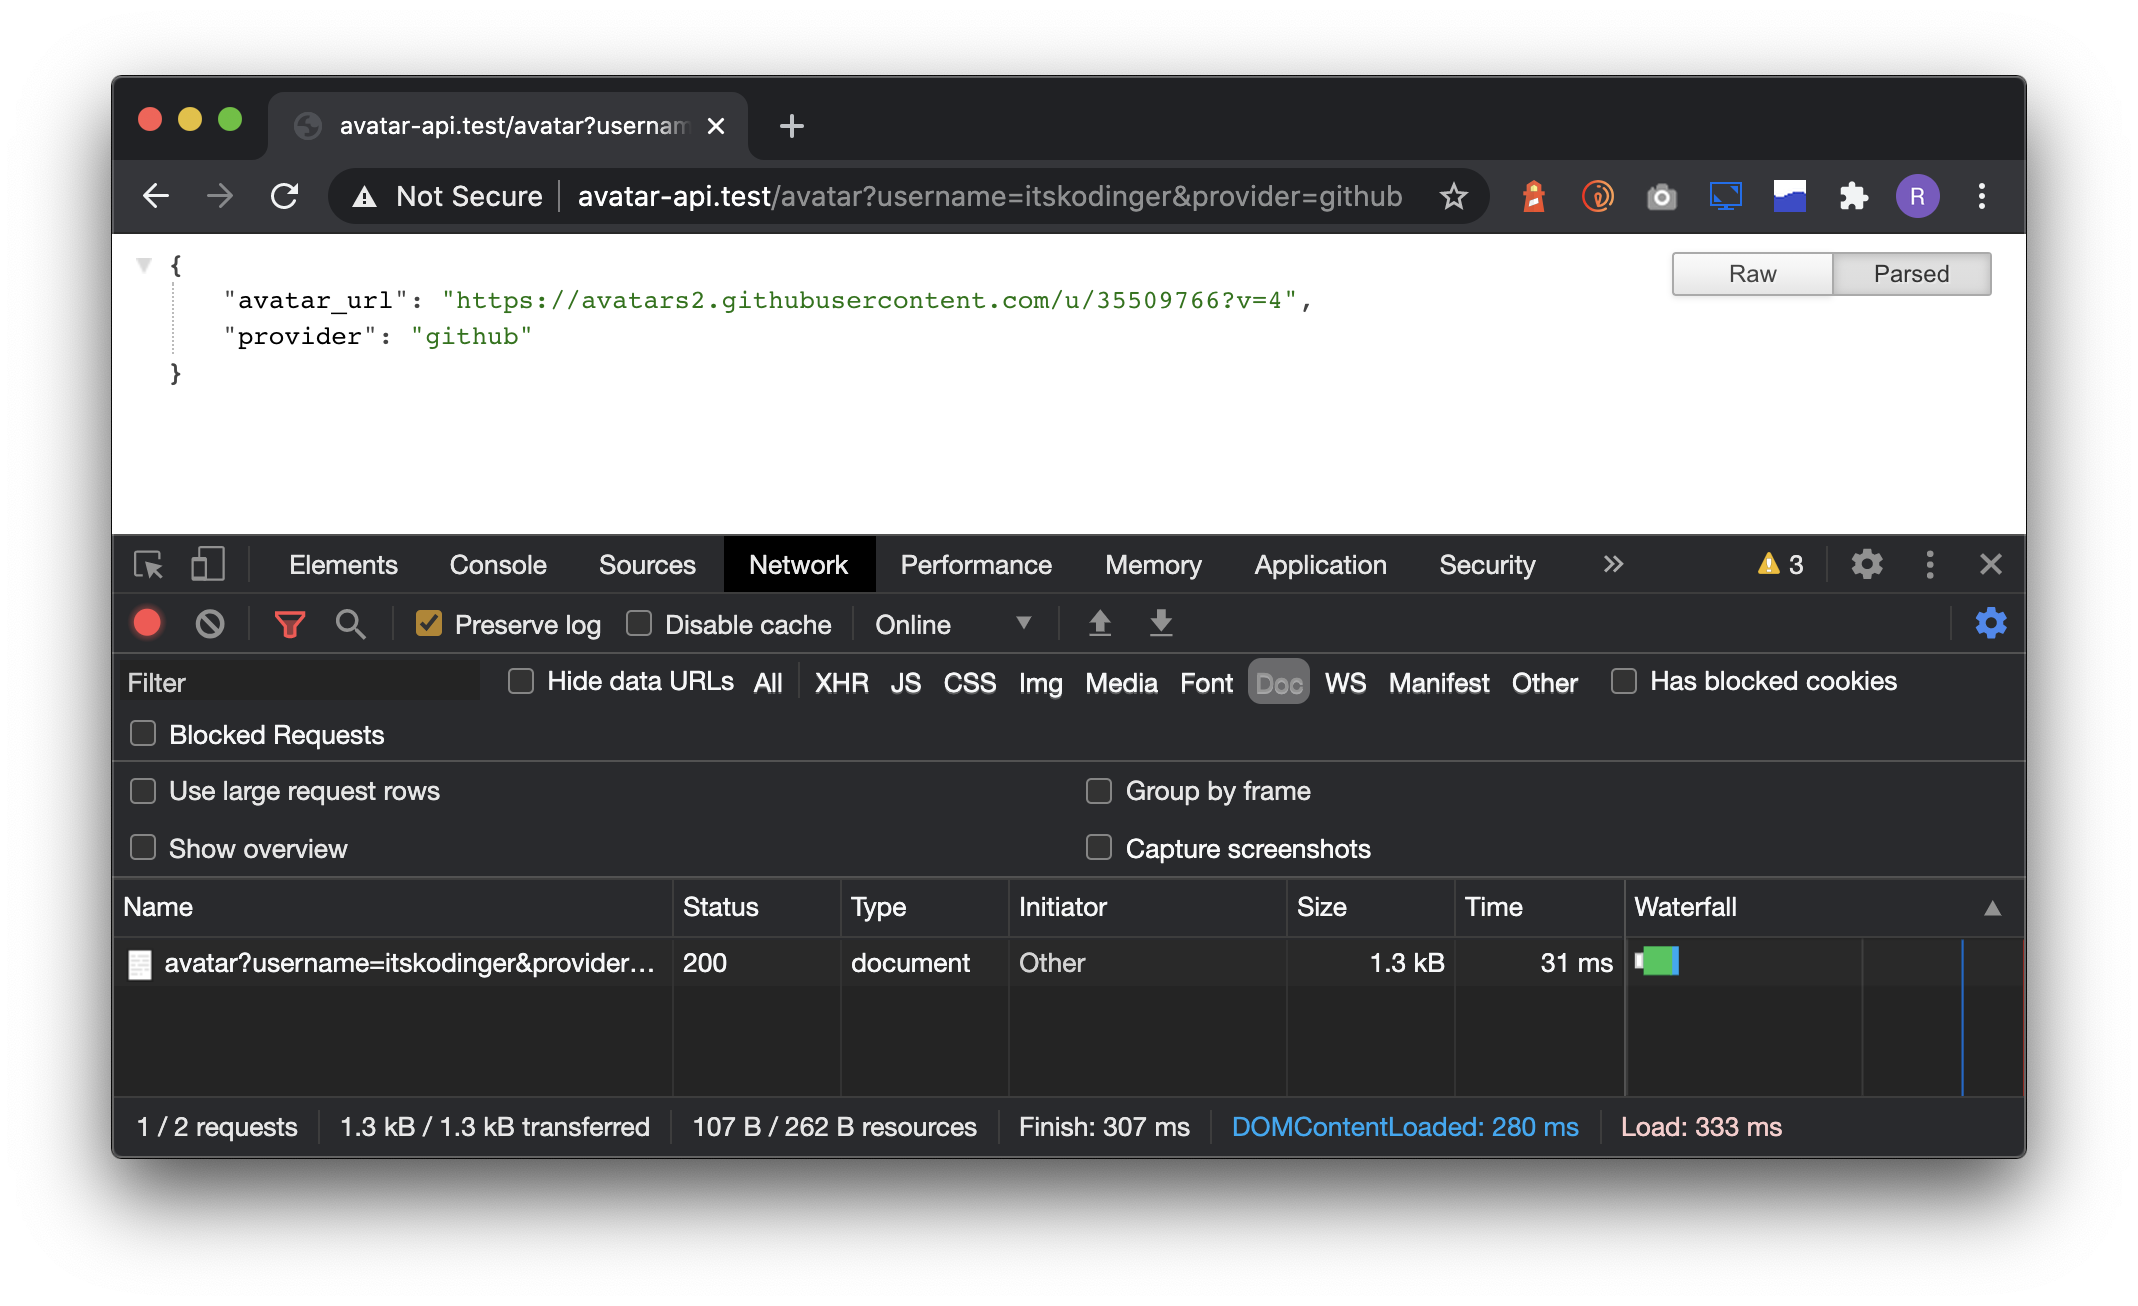 avatar-api.test/avatar?usernam
Not Secure avatar-api.test/avatar?username=itskodinger&provider=github R
{
"avatar_url": "https://avatars2.githubusercontent.com/u/35509766?v=4",
"provider": "github"
}
Raw Parsed
Elements Console Sources Network Performance Memory Application Security » 3
Preserve log Disable cache Online
Filter Hide data URLs All XHR JS CSS Img Media Font Doc WS Manifest Other Has blocked cookies
Blocked Requests
Use large request rows Group by frame
Show overview Capture screenshots
Name Status Type Initiator Size Time Waterfall
avatar?username=itskodinger&provider… 200 document Other 1.3 kB 31 ms
1 / 2 requests 1.3 kB / 1.3 kB transferred 107 B / 262 B resources Finish: 307 ms DOMContentLoaded: 280 ms Load: 333 ms